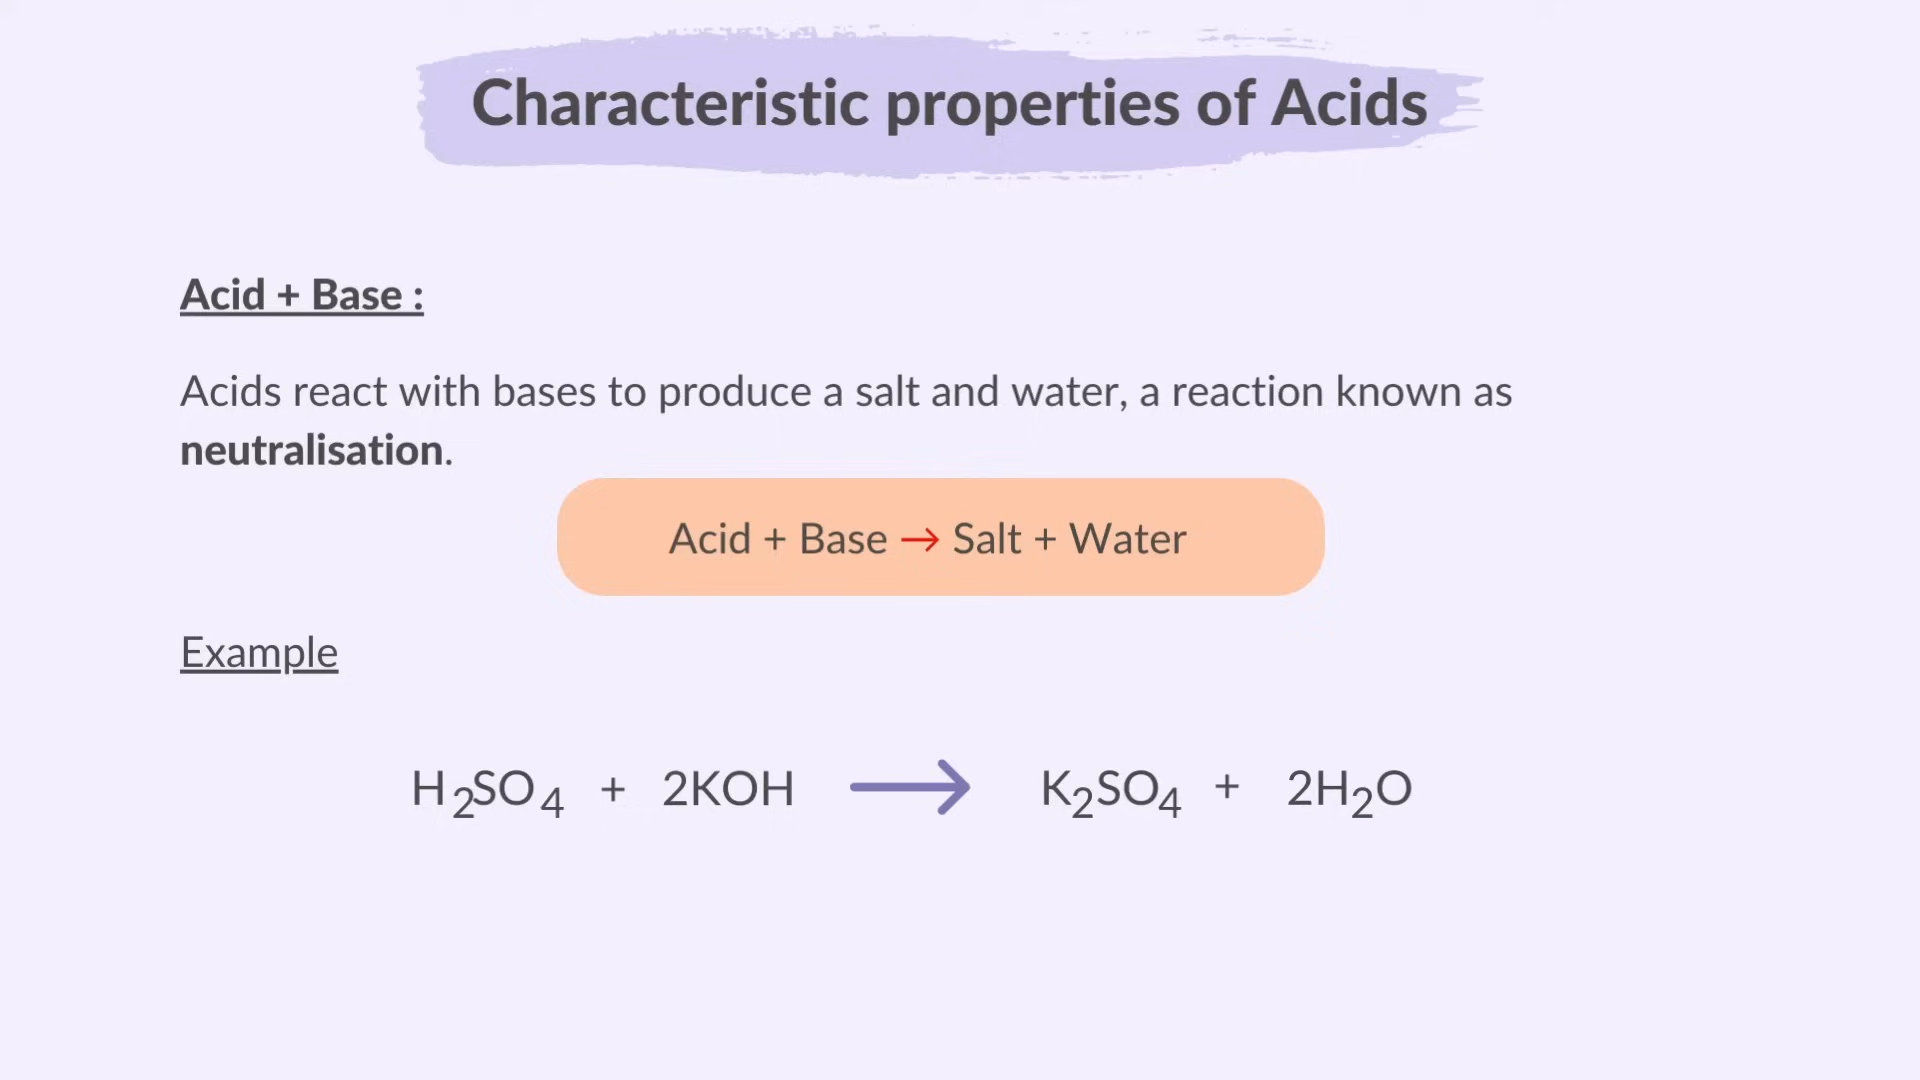 Characteristic properties of Acids
Acid + Base :
Acids react with bases to produce a salt and water, a reaction known as
neutralisation.
Acid + Base → Salt + Water
Example
H₂SO₄ + 2KOH → K₂SO₄ + 2H₂O